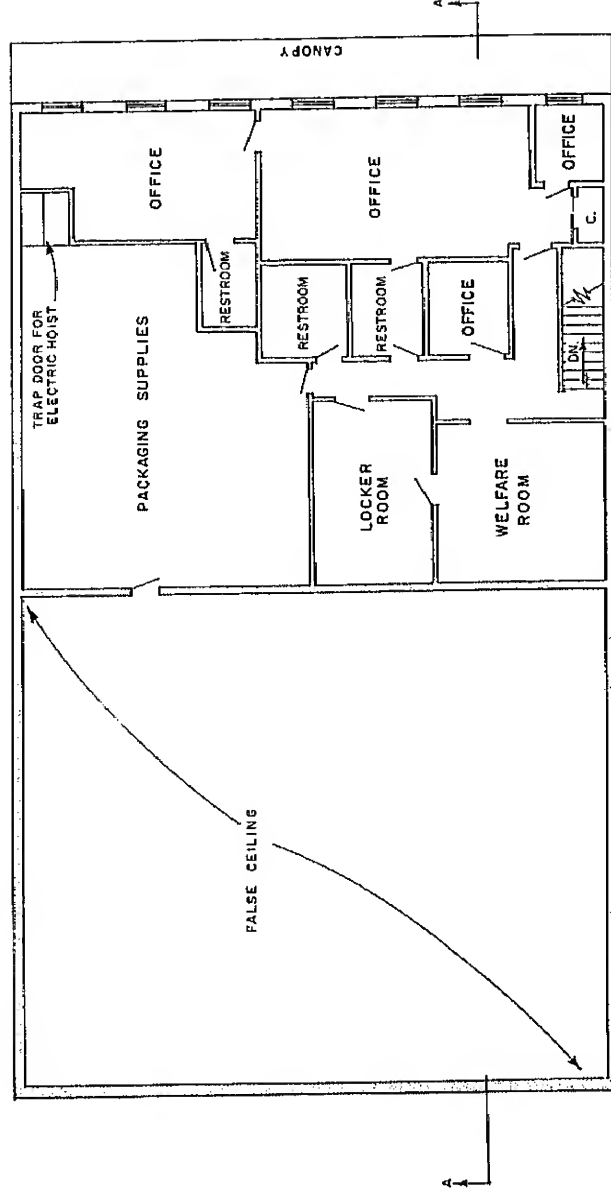 A
CANOPY
TRAP DOOR FOR
ELECTRIC HOIST
OFFICE
RESTROOM
PACKAGING SUPPLIES
OFFICE
OFFICE
C.
RESTROOM
RESTROOM
OFFICE
DN.
LOCKER
ROOM
WELFARE
ROOM
FALSE CEILING
A